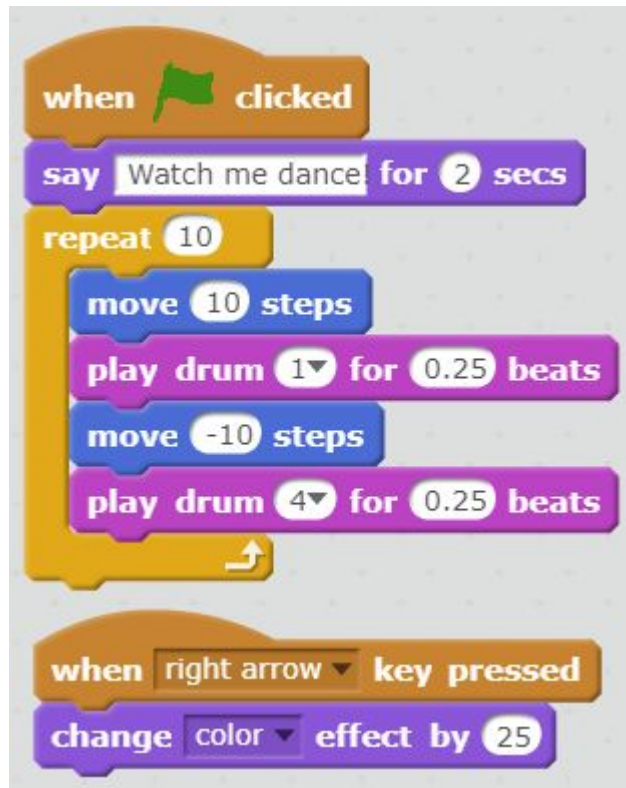 when clicked
say Watch me dance! for 2 secs
repeat 10
move 10 steps
play drum 1 for 0.25 beats
move -10 steps
play drum 4 for 0.25 beats
when right arrow key pressed
change color effect by 25